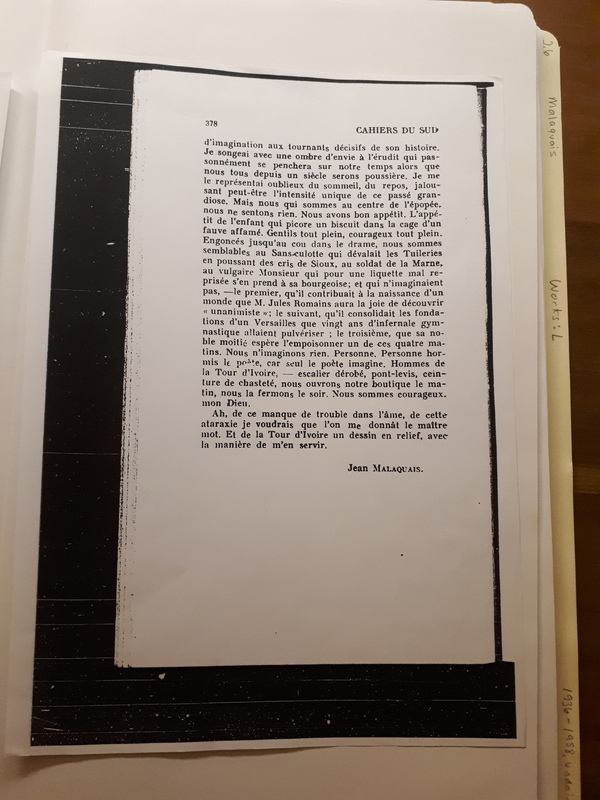 378
CAHIERS DU SUD
d'imagination aux tournants décisifs de son histoire.
Je songeai avec une ombre d'envie à l'érudit qui pas-
sonnément se penchera sur notre temps alors que
nous tous depuis un siècle serons poussière. Je me
le représentai oublieux du sommeil, du repos, jalou-
sant peut-être l'intensité unique de ce passé gran-
diose. Mais nous qui sommes au centre de l'épopée,
nous ne sentons rien. Nous avons bon appétit. L'appé-
tit de l'enfant qui picore un biscuit dans la cage d'un
fauve affamé. Gentils tout plein, courageux tout plein.
Engoncés jusqu'au cou dans le drame, nous sommes
semblables au Sans-culotte qui dévalait les Tuileries
en poussant des cris de Sioux, au soldat de la Marne,
au vulgaire Monsieur qui pour une liquette mal re-
prisée s'en prend à sa bourgeoise; et qui n'imaginaient
pas, —le premier, qu'il contribuait à la naissance d'un
monde que M. Jules Romains aura la joie de découvrir
« unanimiste »; le suivant, qu'il consolidait les fonda-
tions d'un Versailles que vingt ans d'infernale gym-
nastique allaient pulvériser ; le troisième, que sa no-
ble moitié espère l'empoisonner un de ces quatre ma-
tins. Nous n'imaginons rien. Personne. Personne hor-
mis le poète, car seul le poète imagine. Hommes de
la Tour d'Ivoire, — escalier dérobé, pont-levis, cein-
ture de chasteté, nous ouvrons notre boutique le ma-
tin, nous la fermons le soir. Nous sommes courageux.
mon Dieu.
Ah, de ce manque de trouble dans l'âme, de cette
ataraxie je voudrais que l'on me donnât le maître
mot. Et de la Tour d'Ivoire un dessin en relief, avec
la manière de m'en servir.
Jean MALAQUAIS.
J.6
Malaquais
Works: L
1936-1958, unda